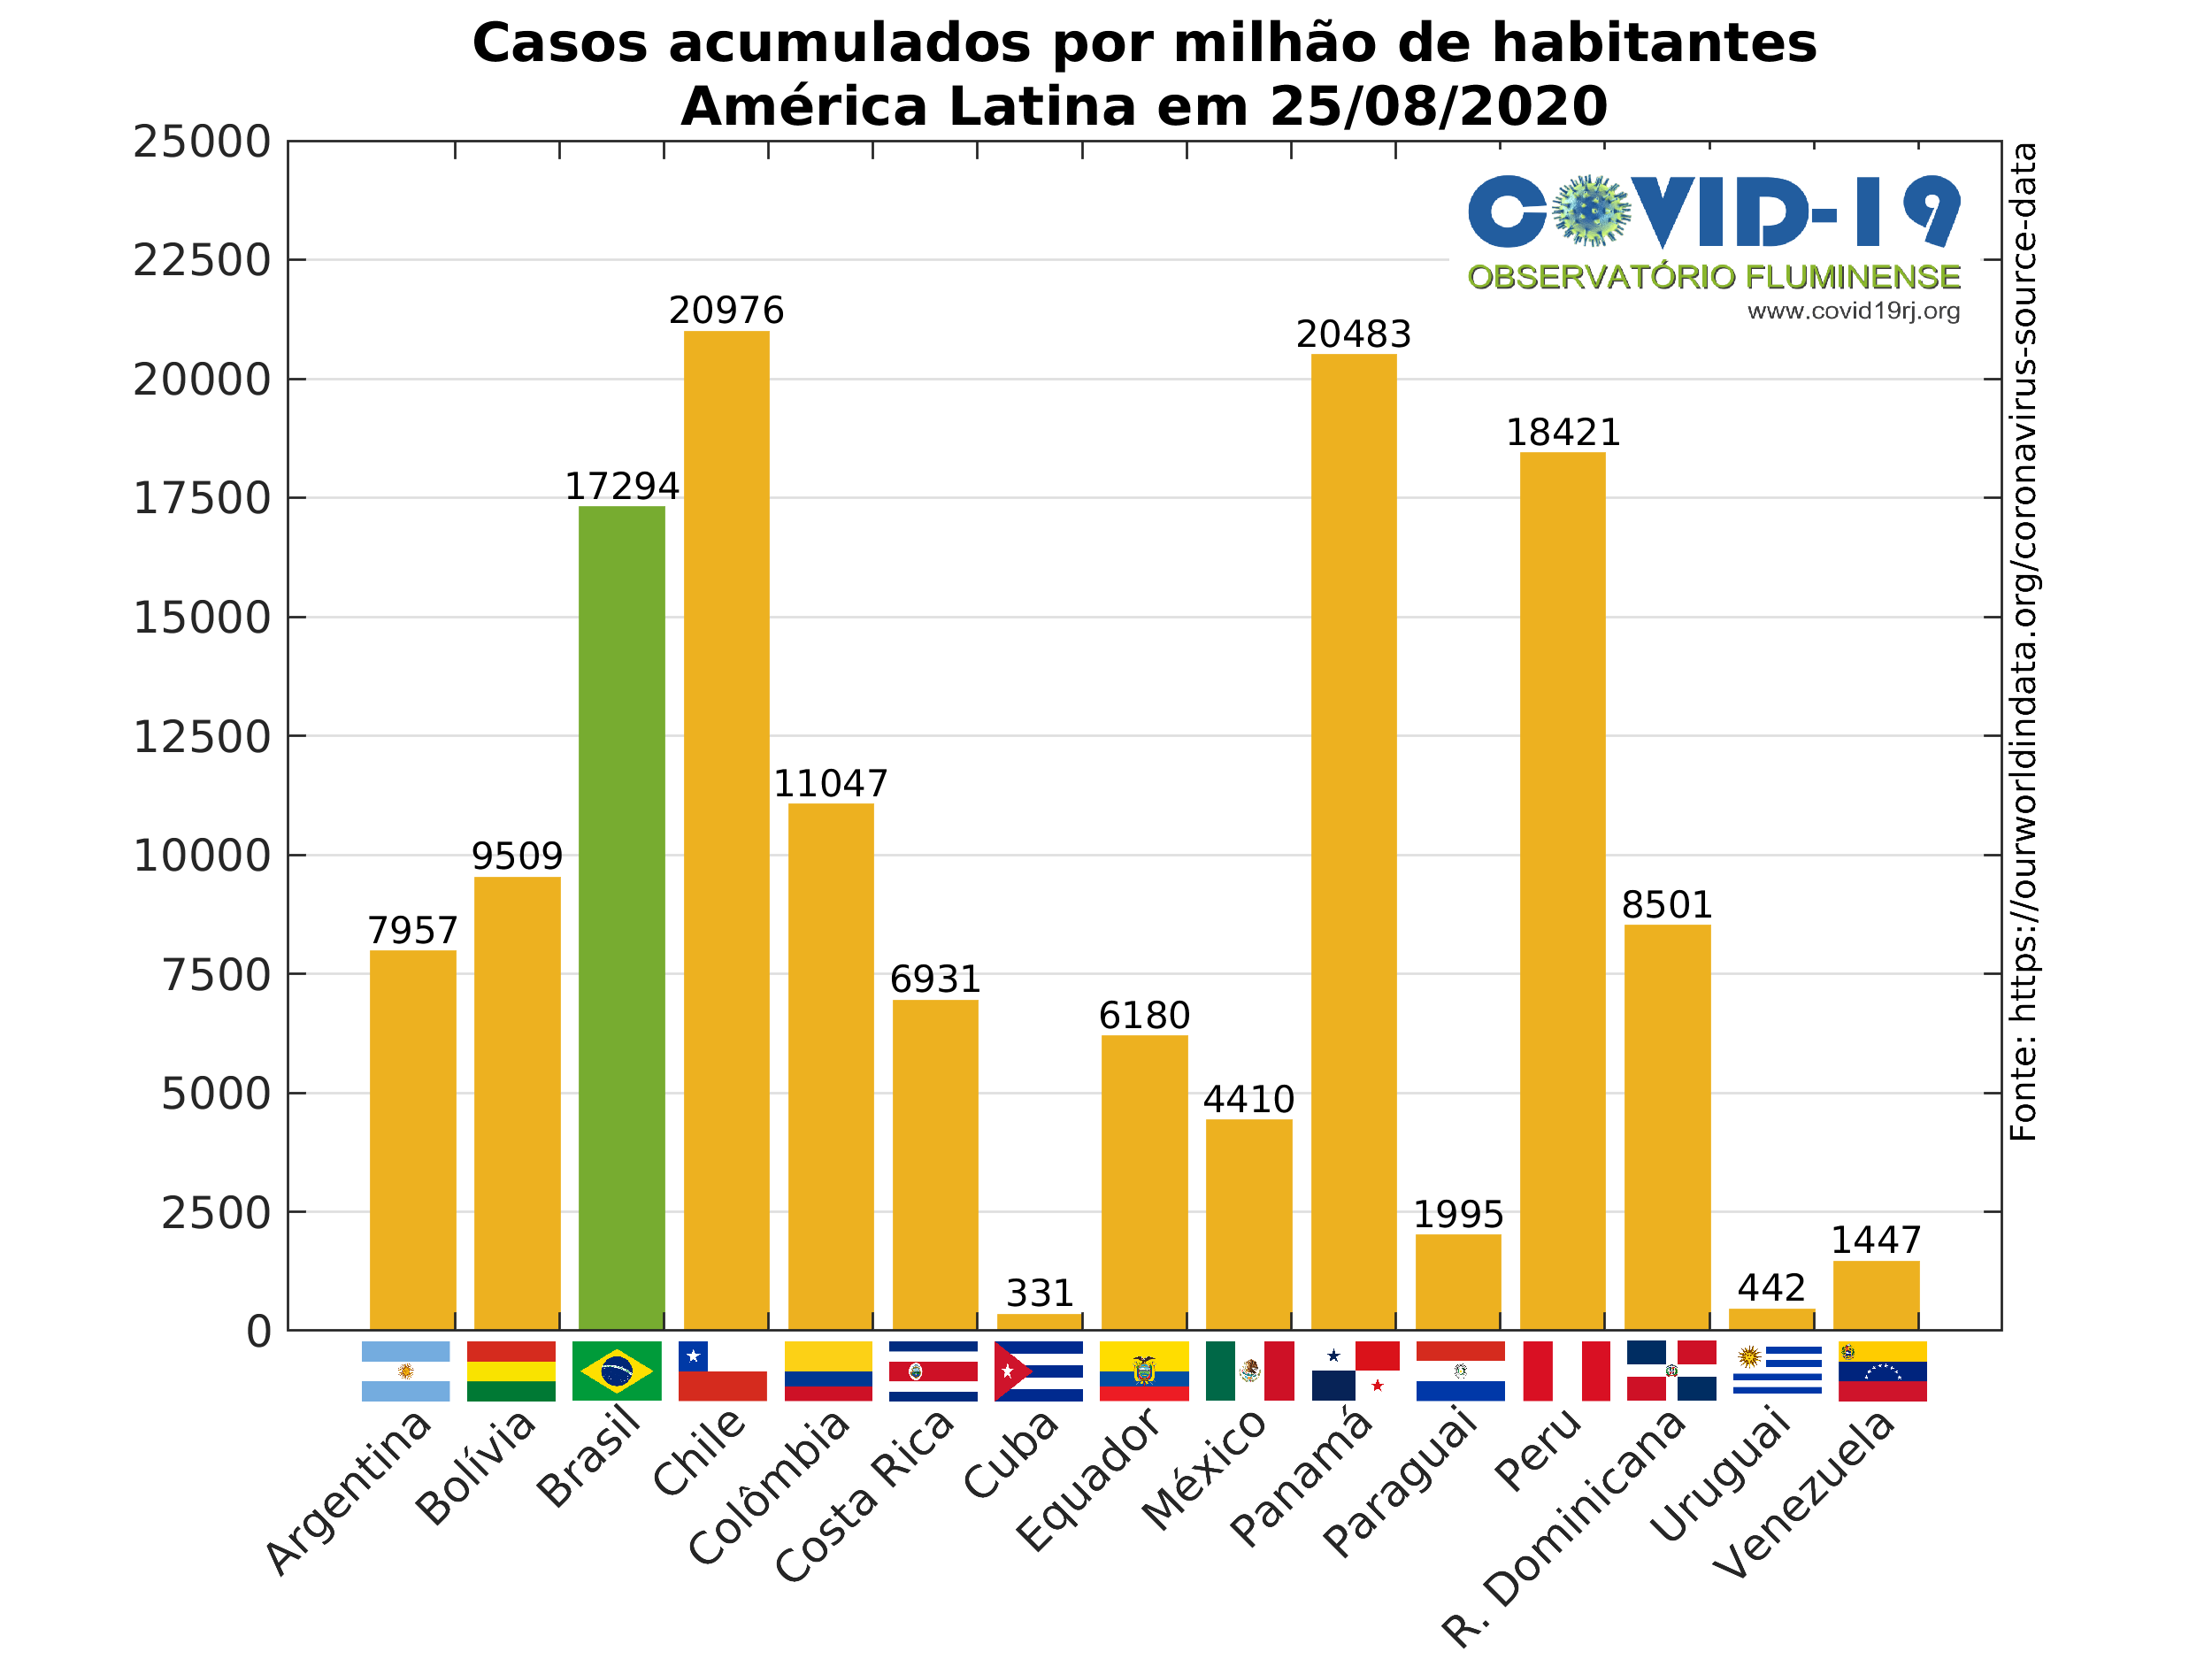 Casos acumulados por milhão de habitantes
América Latina em 25/08/2020
25000
22500
20000
17500
15000
12500
10000
7500
5000
2500
0
COVID-19
OBSERVATÓRIO FLUMINENSE
www.covid19rj.org
7957
9509
17294
20976
11047
6931
331
6180
4410
20483
1995
18421
8501
442
1447
Argentina
Bolívia
Brasil
Chile
Colômbia
Costa Rica
Cuba
Equador
México
Panamá
Paraguai
Peru
R. Dominicana
Uruguai
Venezuela
Fonte: https://ourworldindata.org/coronavirus-source-data